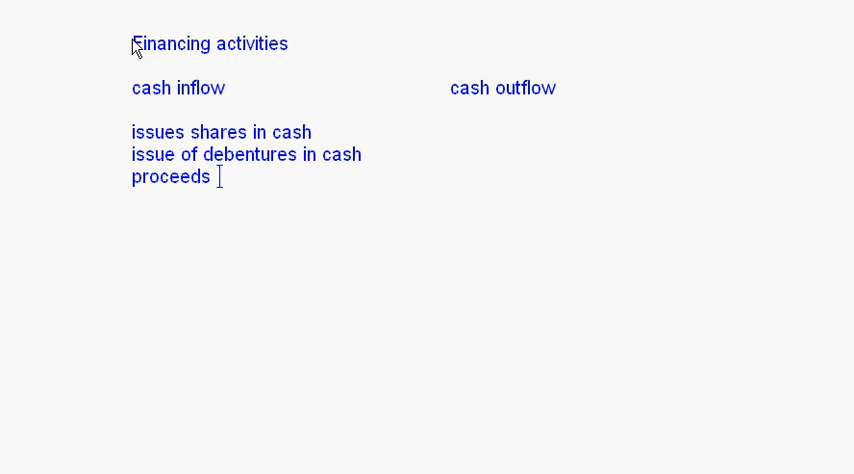 Financing activities
cash inflow cash outflow
issues shares in cash
issue of debentures in cash
proceeds